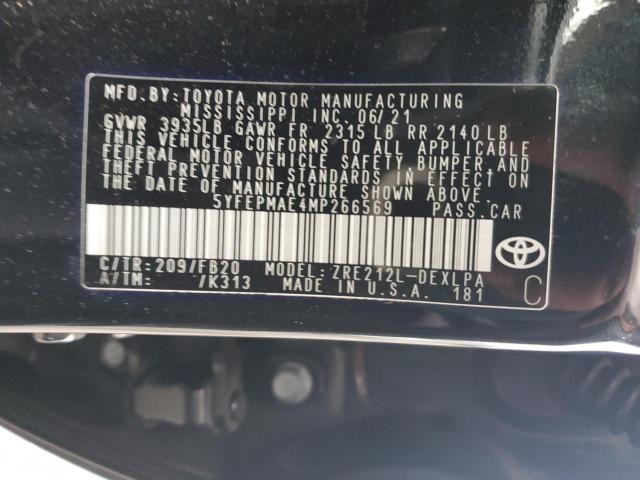 MFD. BY: TOYOTA MOTOR MANUFACTURING
MISSISSIPPI INC. 06/21
GVWR 3935LB GAWR FR 2315 LB RR 2140 LB
THIS VEHICLE CONFORMS TO ALL APPLICABLE
FEDERAL MOTOR VEHICLE SAFETY, BUMPER, AND
THEFT PREVENTION STANDARDS IN EFFECT ON
THE DATE OF MANUFACTURE SHOWN ABOVE.
5YFEPMAE4MP266569 PASS.CAR
C/TR: 209/FB20 MODEL: ZRE212L-DEXLPA
A/TM: /K313 MADE IN U.S.A. 181
C